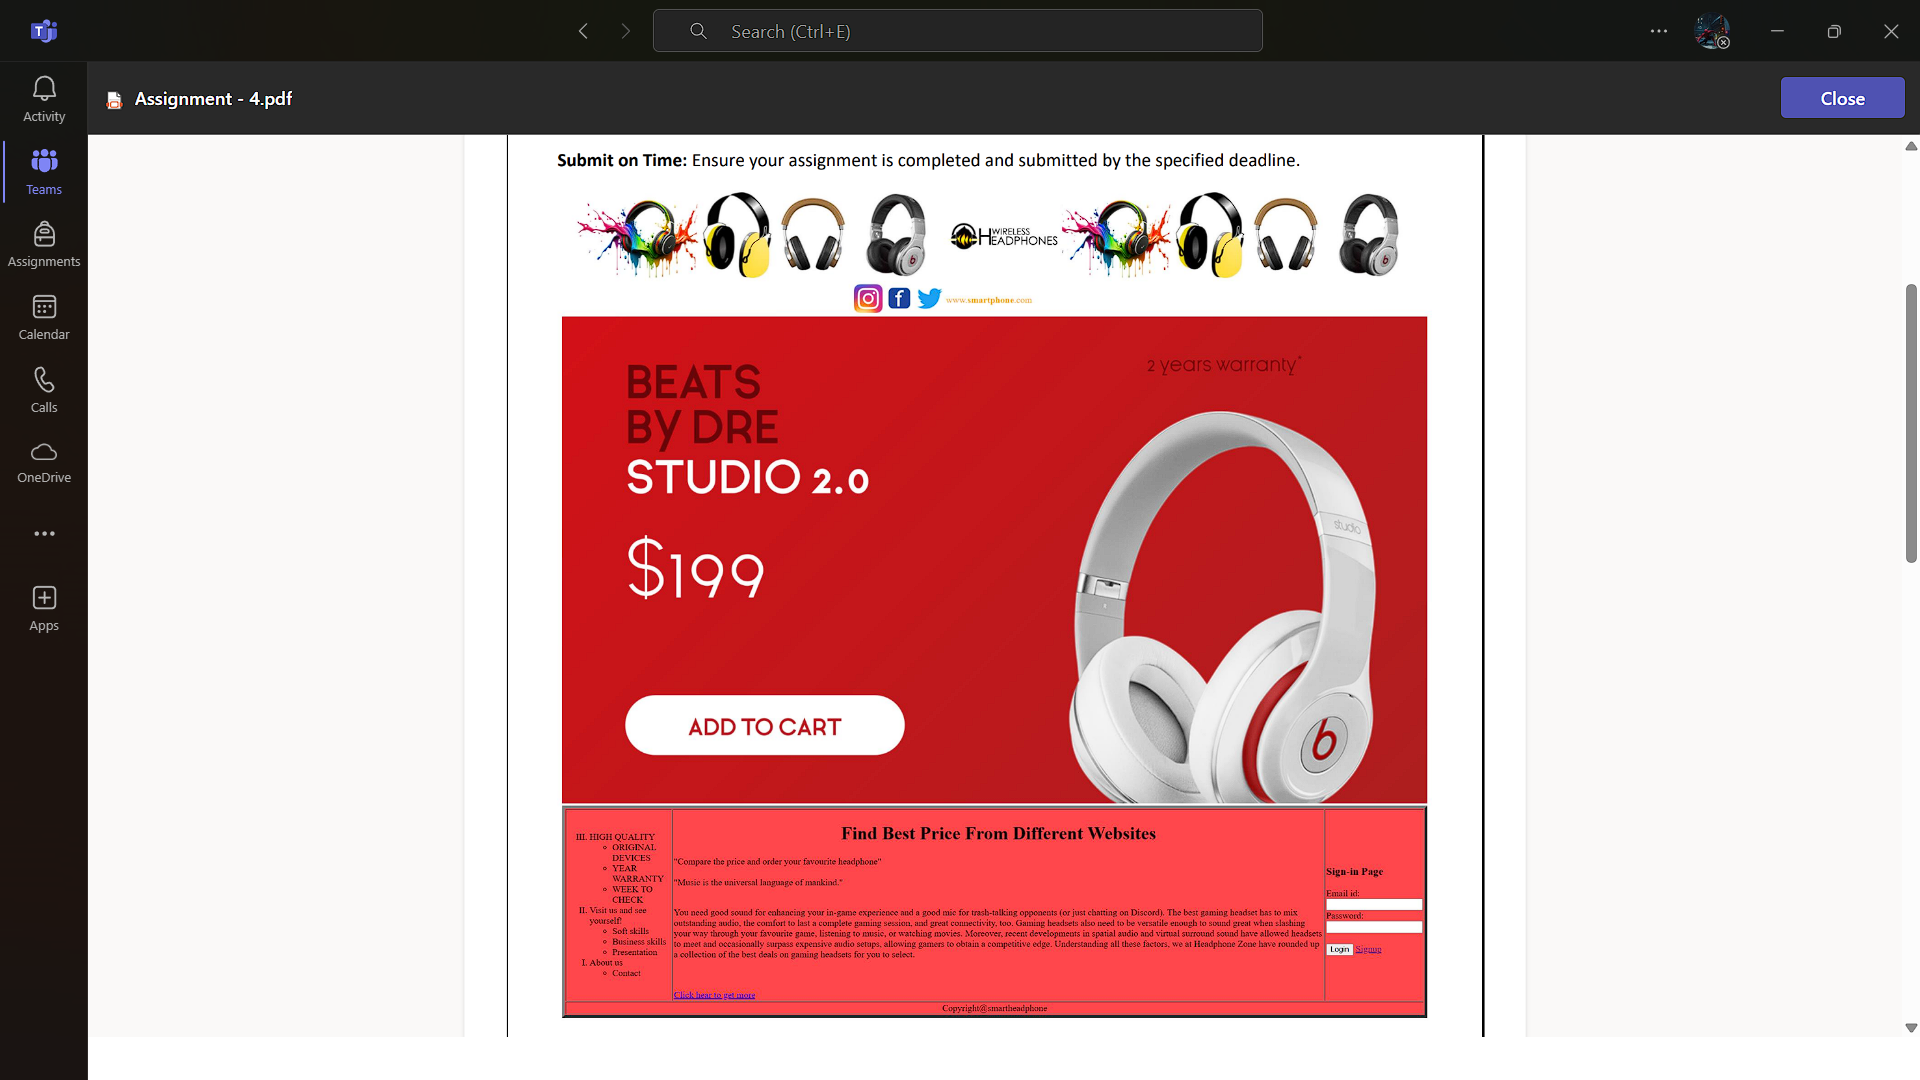 Search (Ctrl+E)
Assignment - 4.pdf
Close
Activity
Teams
Assignments
Calendar
Calls
OneDrive
Apps
Submit on Time: Ensure your assignment is completed and submitted by the specified deadline.
WIRELESS
HEADPHONES
www.smartphone.com
BEATS
BY DRE
STUDIO 2.0
2 years warranty*
$199
studio
ADD TO CART
b
III. HIGH QUALITY
ORIGINAL
DEVICES
YEAR
WARRANTY
WEEK TO
CHECK
II. Visit us and see
yourself!
Soft skills
Business skills
Presentation
I. About us
Contact
Find Best Price From Different Websites
"Compare the price and order your favourite headphone"
"Music is the universal language of mankind."
You need good sound for enhancing your in-game experience and a good mic for trash-talking opponents (or just chatting on Discord). The best gaming headset has to mix
outstanding audio, the comfort to last a complete gaming session, and great connectivity, too. Gaming headsets also need to be versatile enough to sound great when slashing
your way through your favourite game, listening to music, or watching movies. Moreover, recent developments in spatial audio and virtual surround sound have allowed headsets
to meet and occasionally surpass expensive audio setups, allowing gamers to obtain a competitive edge. Understanding all these factors, we at Headphone Zone have rounded up
a collection of the best deals on gaming headsets for you to select.
Click hear to get more
Sign-in Page
Email id:
Password:
Login Signup
Copyright@smartheadphone